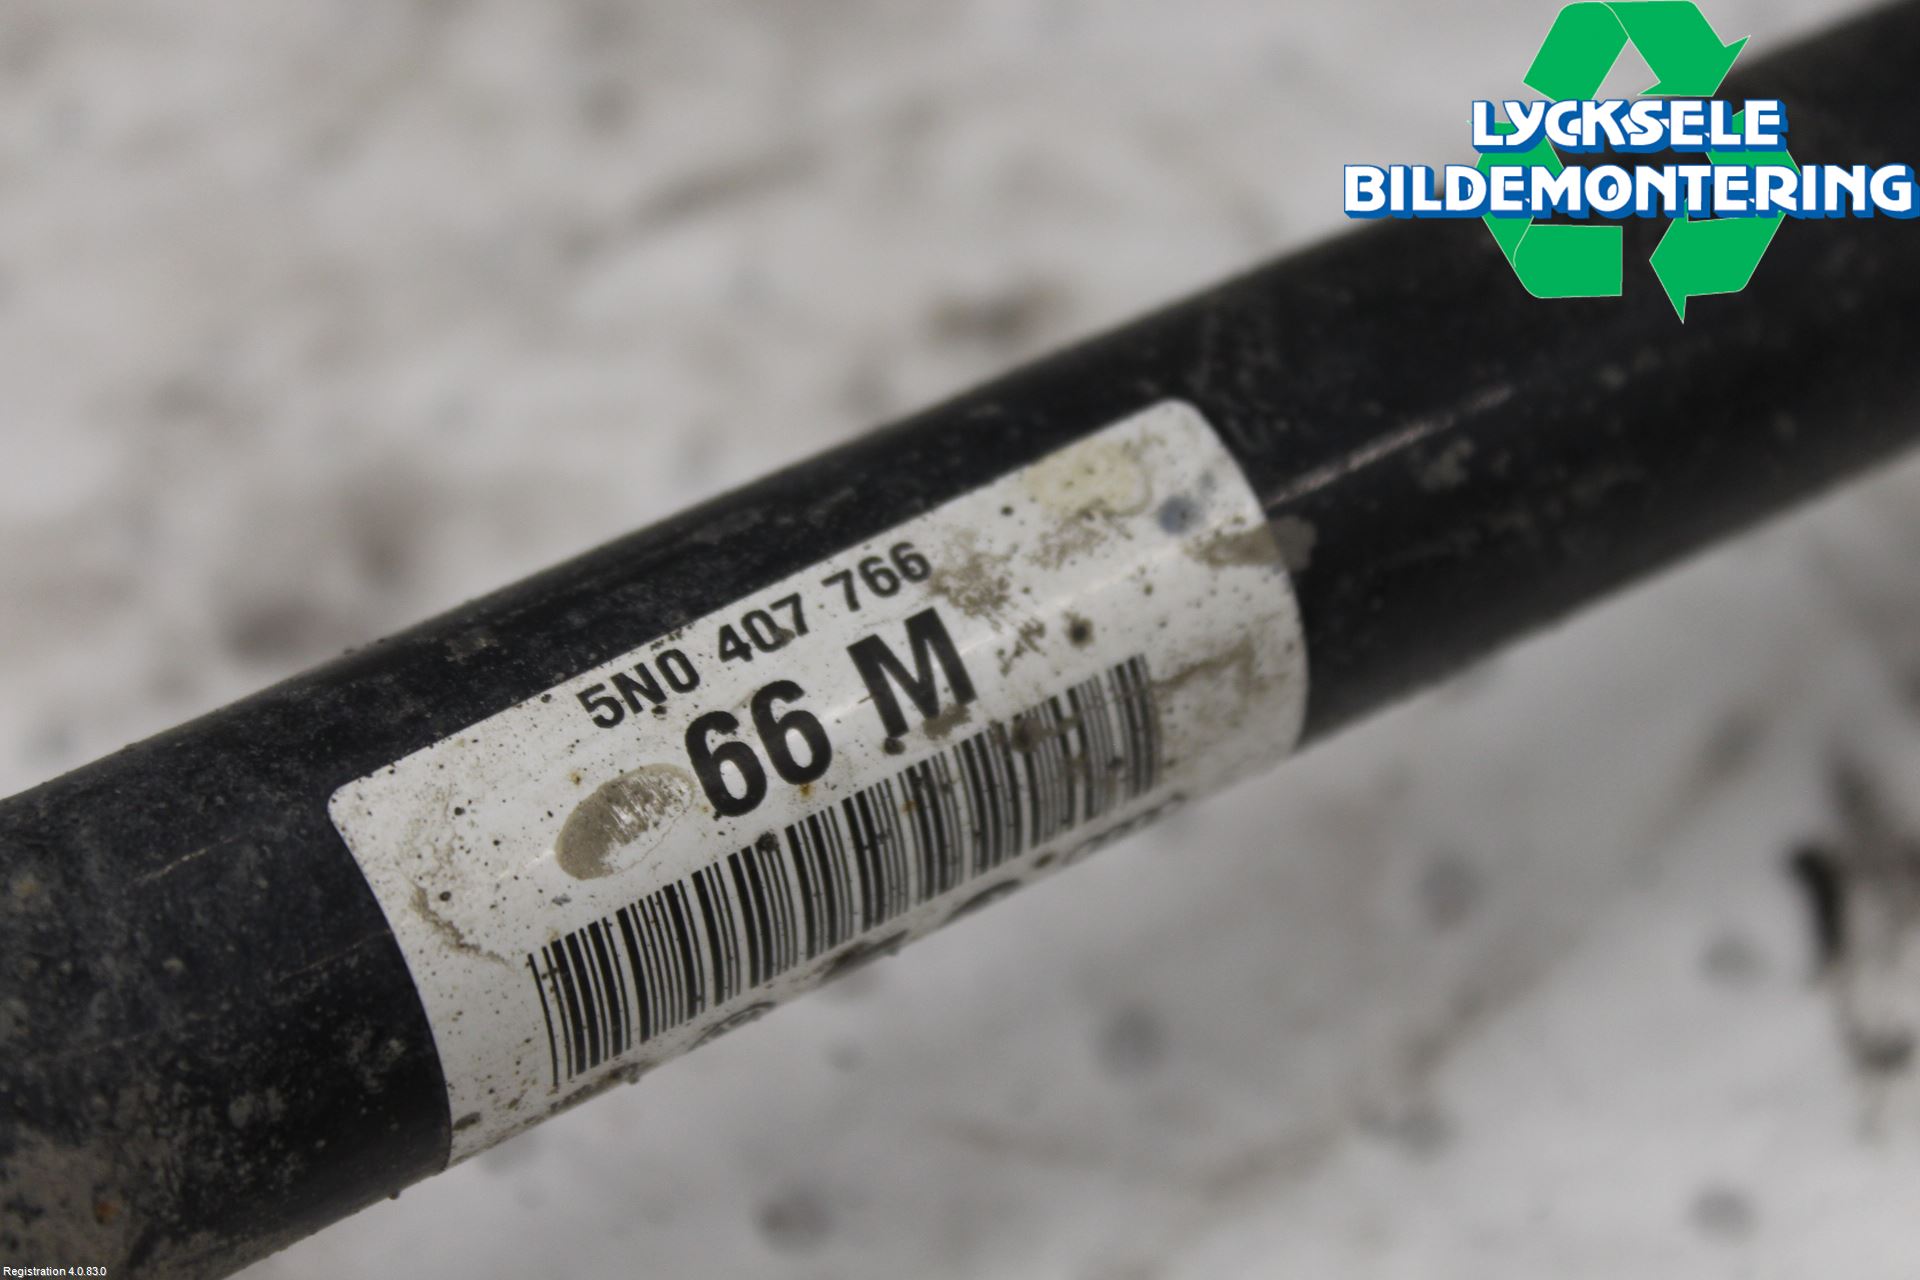 LYCKSELE
BILDEMONTERING
5N0 407 766
66 M
Registration 4.0.83.0